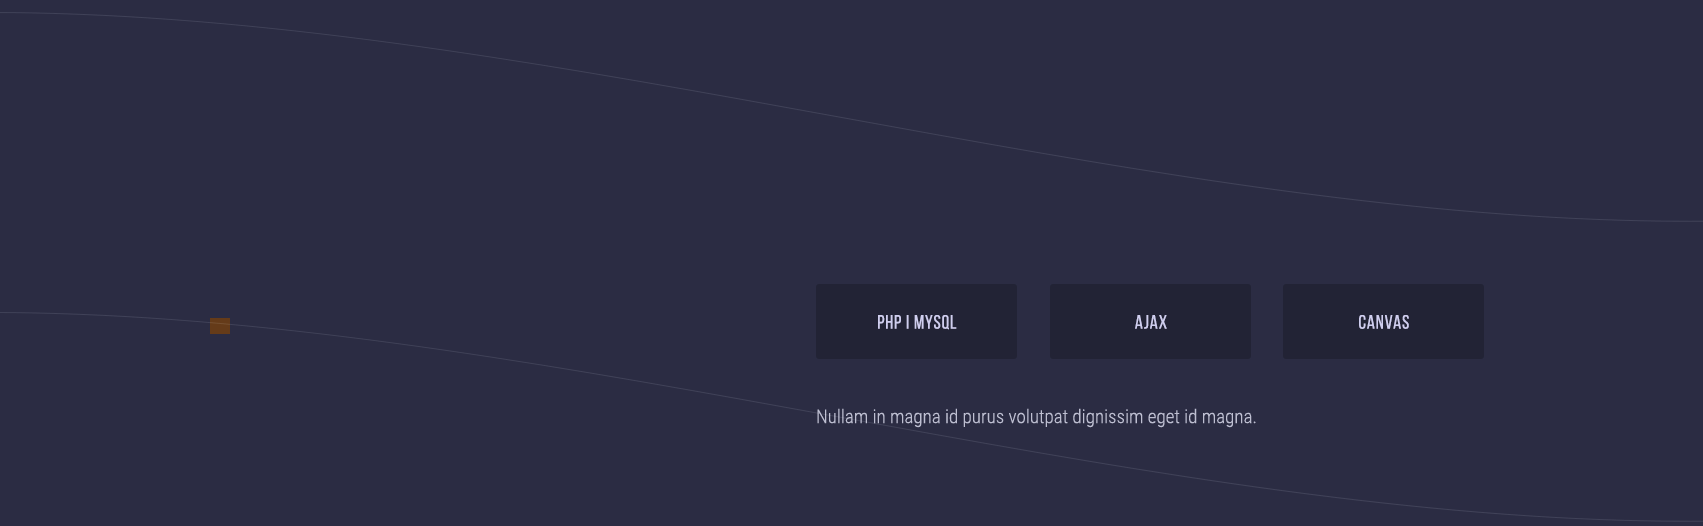 PHP I MYSQL
AJAX
CANVAS
Nullam in magna id purus volutpat dignissim eget id magna.